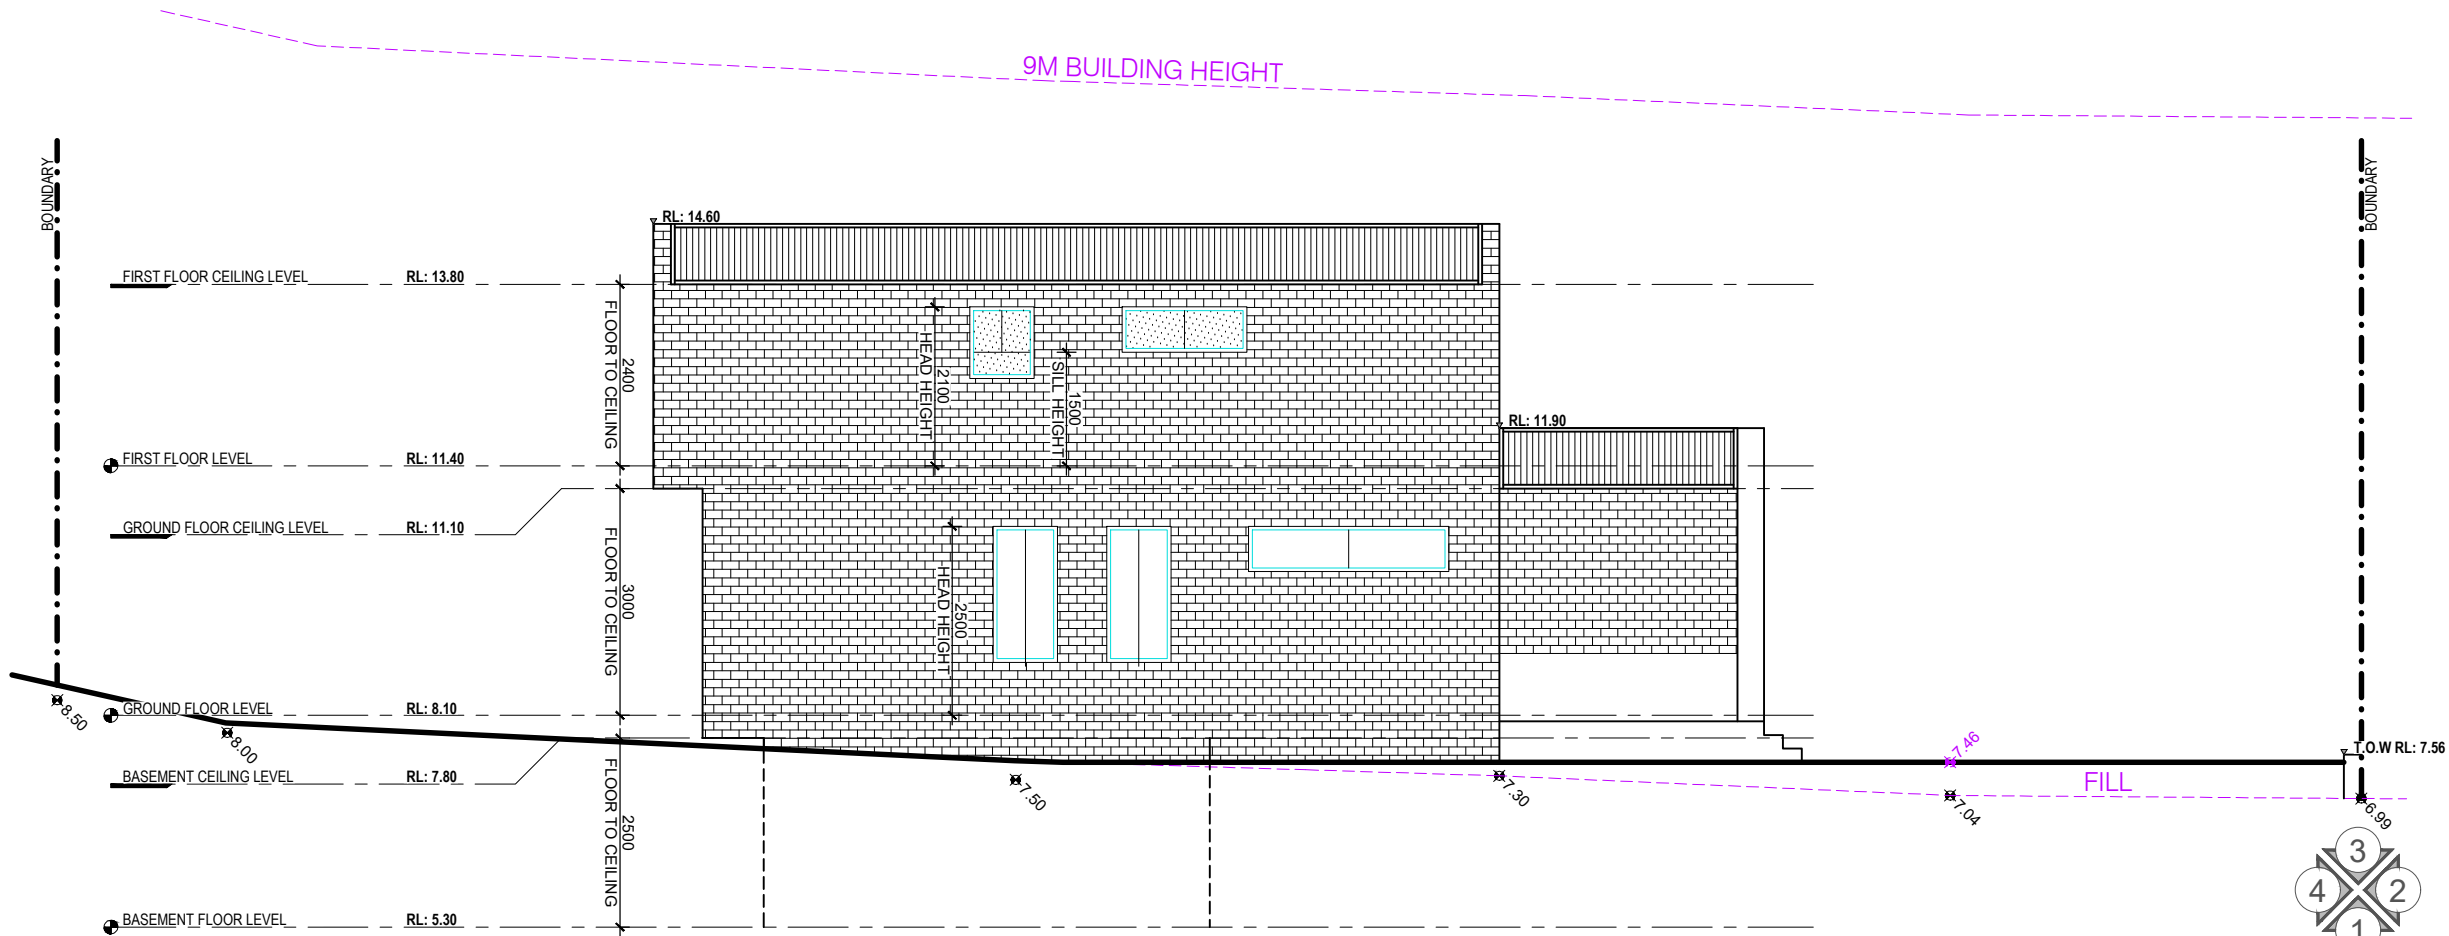 9M BUILDING HEIGHT
BOUNDARY
BOUNDARY
RL: 14.60
FIRST FLOOR CEILING LEVEL RL: 13.80
FLOOR TO CEILING
2400
HEAD HEIGHT
2100
SILL HEIGHT
1500
RL: 11.90
FIRST FLOOR LEVEL RL: 11.40
GROUND FLOOR CEILING LEVEL RL: 11.10
FLOOR TO CEILING
3000
HEAD HEIGHT
2500
GROUND FLOOR LEVEL RL: 8.10
8.50
8.00
BASEMENT CEILING LEVEL RL: 7.80
FLOOR TO CEILING
2500
7.50
7.30
7.46
7.04
FILL
T.O.W RL: 7.56
6.99
BASEMENT FLOOR LEVEL RL: 5.30
3
4 2
1